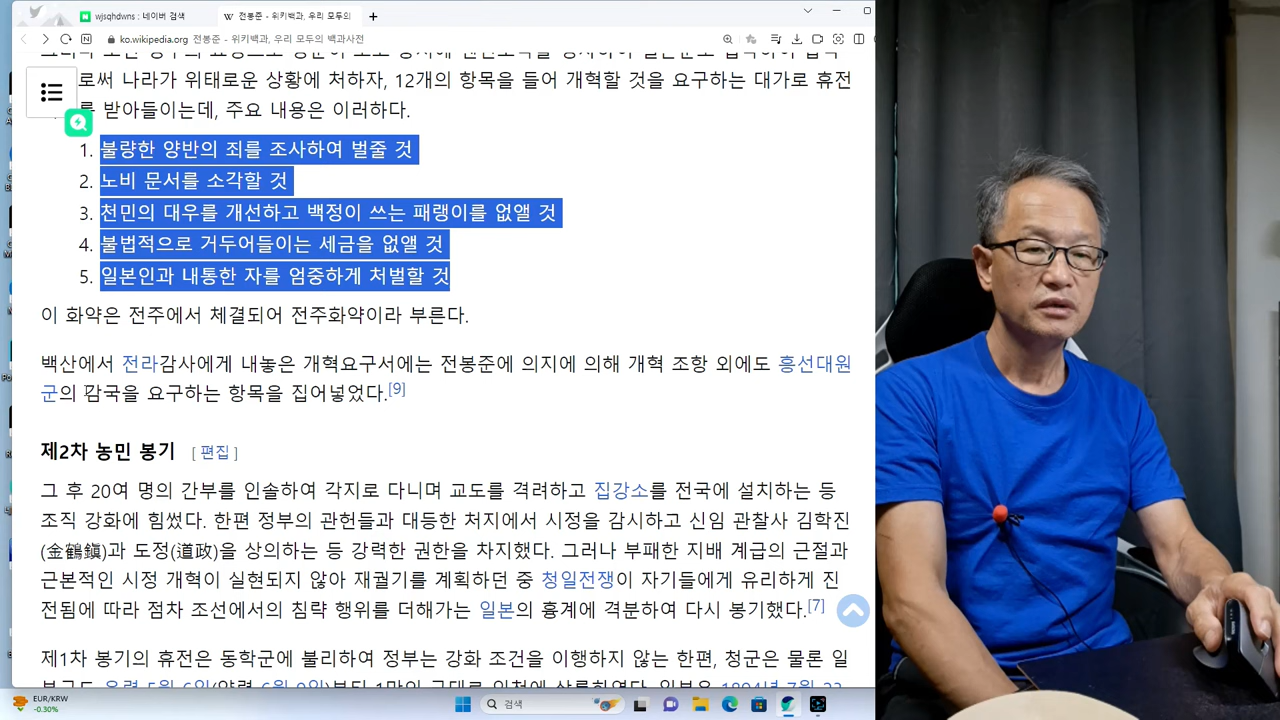 wjsqhdwns : 네이버 검색
전봉준 - 위키백과, 우리 모두의
ko.wikipedia.org 전봉준 - 위키백과, 우리 모두의 백과사전
로써 나라가 위태로운 상황에 처하자, 12개의 항목을 들어 개혁할 것을 요구하는 대가로 휴전
를 받아들이는데, 주요 내용은 이러하다.
1. 불량한 양반의 죄를 조사하여 벌줄 것
2. 노비 문서를 소각할 것
3. 천민의 대우를 개선하고 백정이 쓰는 패랭이를 없앨 것
4. 불법적으로 거두어들이는 세금을 없앨 것
5. 일본인과 내통한 자를 엄중하게 처벌할 것
이 화약은 전주에서 체결되어 전주화약이라 부른다.
백산에서 전라감사에게 내놓은 개혁요구서에는 전봉준에 의지에 의해 개혁 조항 외에도 흥선대원
군의 감국을 요구하는 항목을 집어넣었다.[9]
제2차 농민 봉기 [ 편집 ]
그 후 20여 명의 간부를 인솔하여 각지로 다니며 교도를 격려하고 집강소를 전국에 설치하는 등
조직 강화에 힘썼다. 한편 정부의 관헌들과 대등한 처지에서 시정을 감시하고 신임 관찰사 김학진
(金鶴鎭)과 도정(道政)을 상의하는 등 강력한 권한을 차지했다. 그러나 부패한 지배 계급의 근절과
근본적인 시정 개혁이 실현되지 않아 재궐기를 계획하던 중 청일전쟁이 자기들에게 유리하게 진
전됨에 따라 점차 조선에서의 침략 행위를 더해가는 일본의 흉계에 격분하여 다시 봉기했다.[7]
제1차 봉기의 휴전은 동학군에 불리하여 정부는 강화 조건을 이행하지 않는 한편, 청군은 물론 일
EUR/KRW
-0.30%
검색